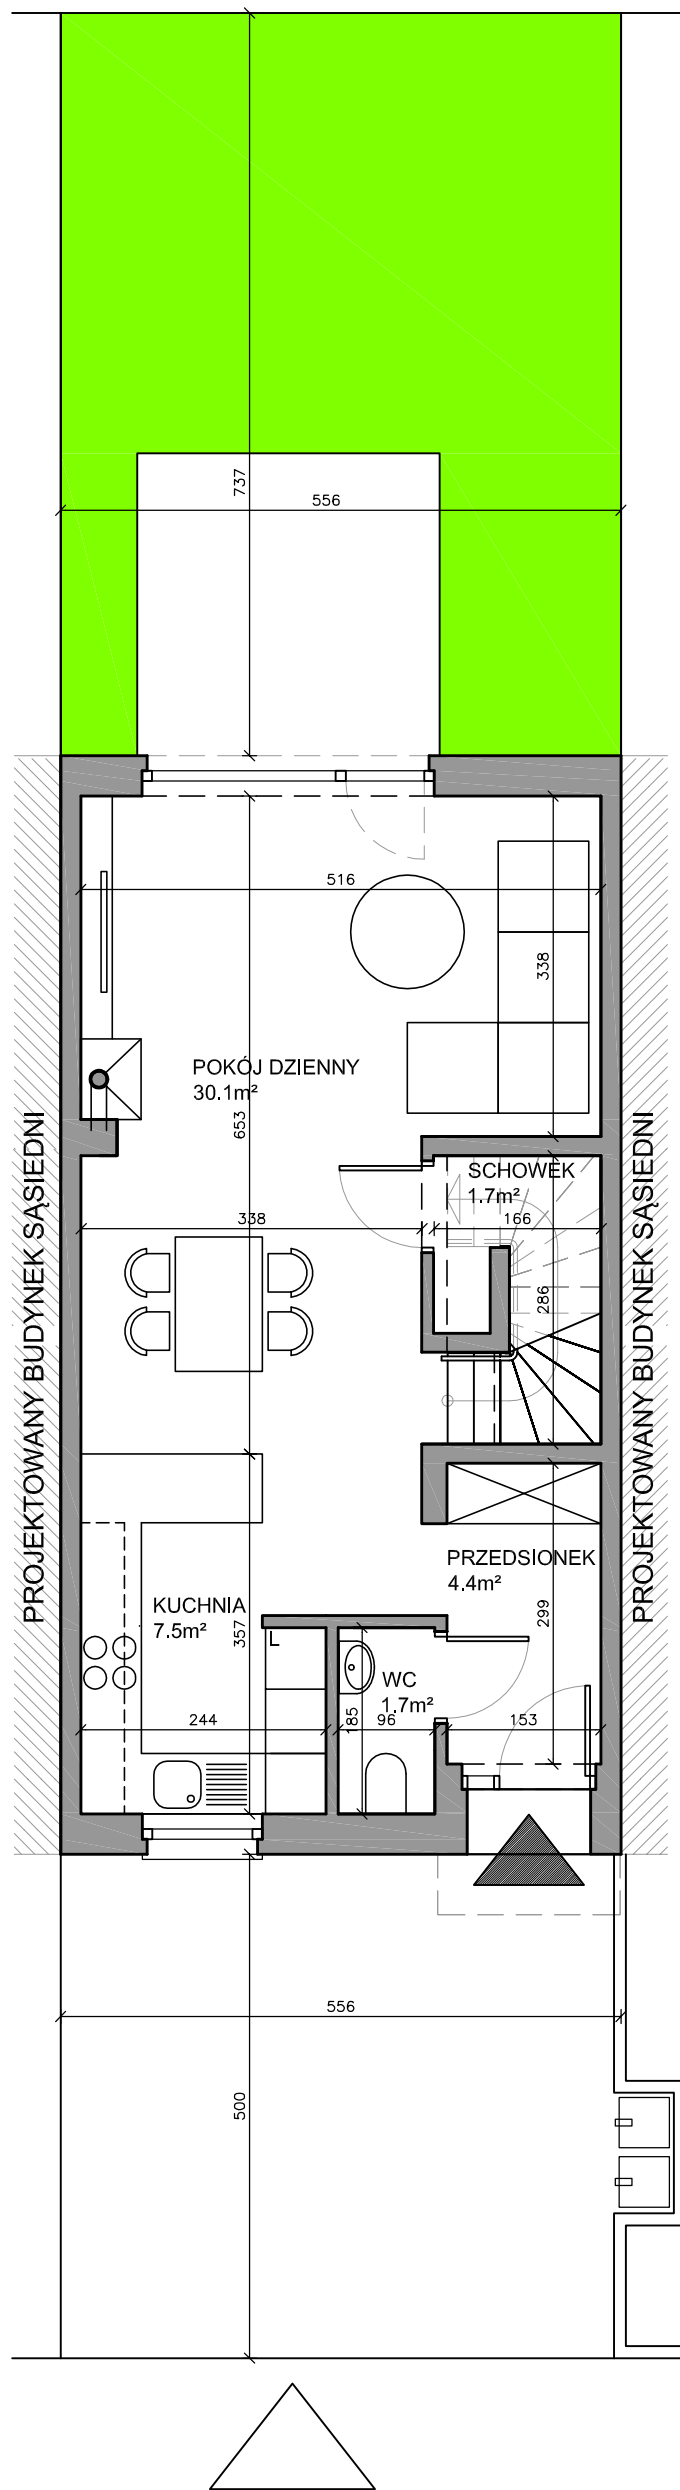 737
556
516
338
POKÓJ DZIENNY
30.1m²
653
SCHOWEK
1.7m²
338
166
286
PROJEKTOWANY BUDYNEK SĄSIEDNI
PROJEKTOWANY BUDYNEK SĄSIEDNI
PRZEDSIONEK
4.4m²
KUCHNIA
7.5m²
357
299
L
WC
1.7m²
185
244
96
153
556
500